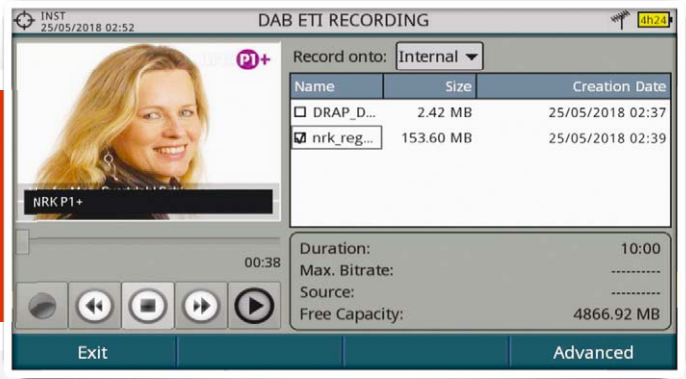 INST
25/05/2018 02:52
DAB ETI RECORDING
4h24
P1+
Record onto: Internal
Name Size Creation Date
DRAP_D... 2.42 MB 25/05/2018 02:37
nrk_reg... 153.60 MB 25/05/2018 02:39
NRK P1+
00:38
Duration: 10:00
Max. Bitrate: ----------
Source: ----------
Free Capacity: 4866.92 MB
Exit
Advanced